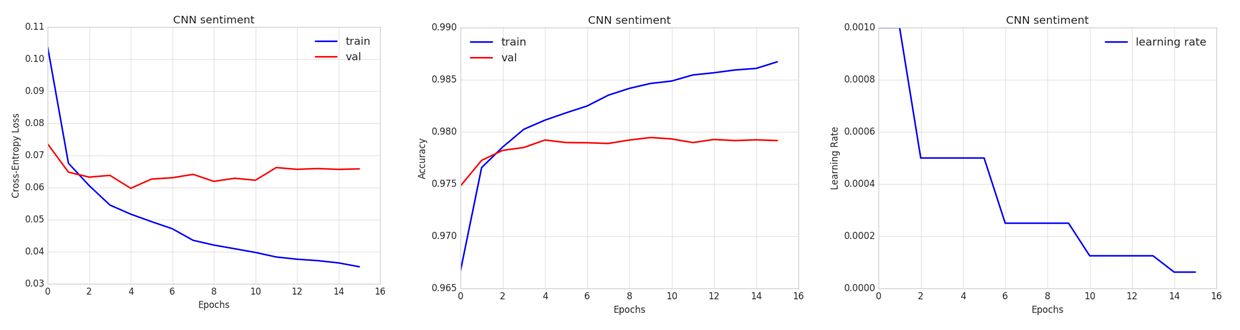 CNN sentiment
0.11
0.10
0.09
0.08
0.07
0.06
0.05
0.04
0.03
Cross-Entropy Loss
train
val
0 2 4 6 8 10 12 14 16
Epochs
CNN sentiment
0.990
0.985
0.980
0.975
0.970
0.965
Accuracy
train
val
0 2 4 6 8 10 12 14 16
Epochs
CNN sentiment
0.0010
0.0008
0.0006
0.0004
0.0002
0.0000
Learning Rate
learning rate
0 2 4 6 8 10 12 14 16
Epochs